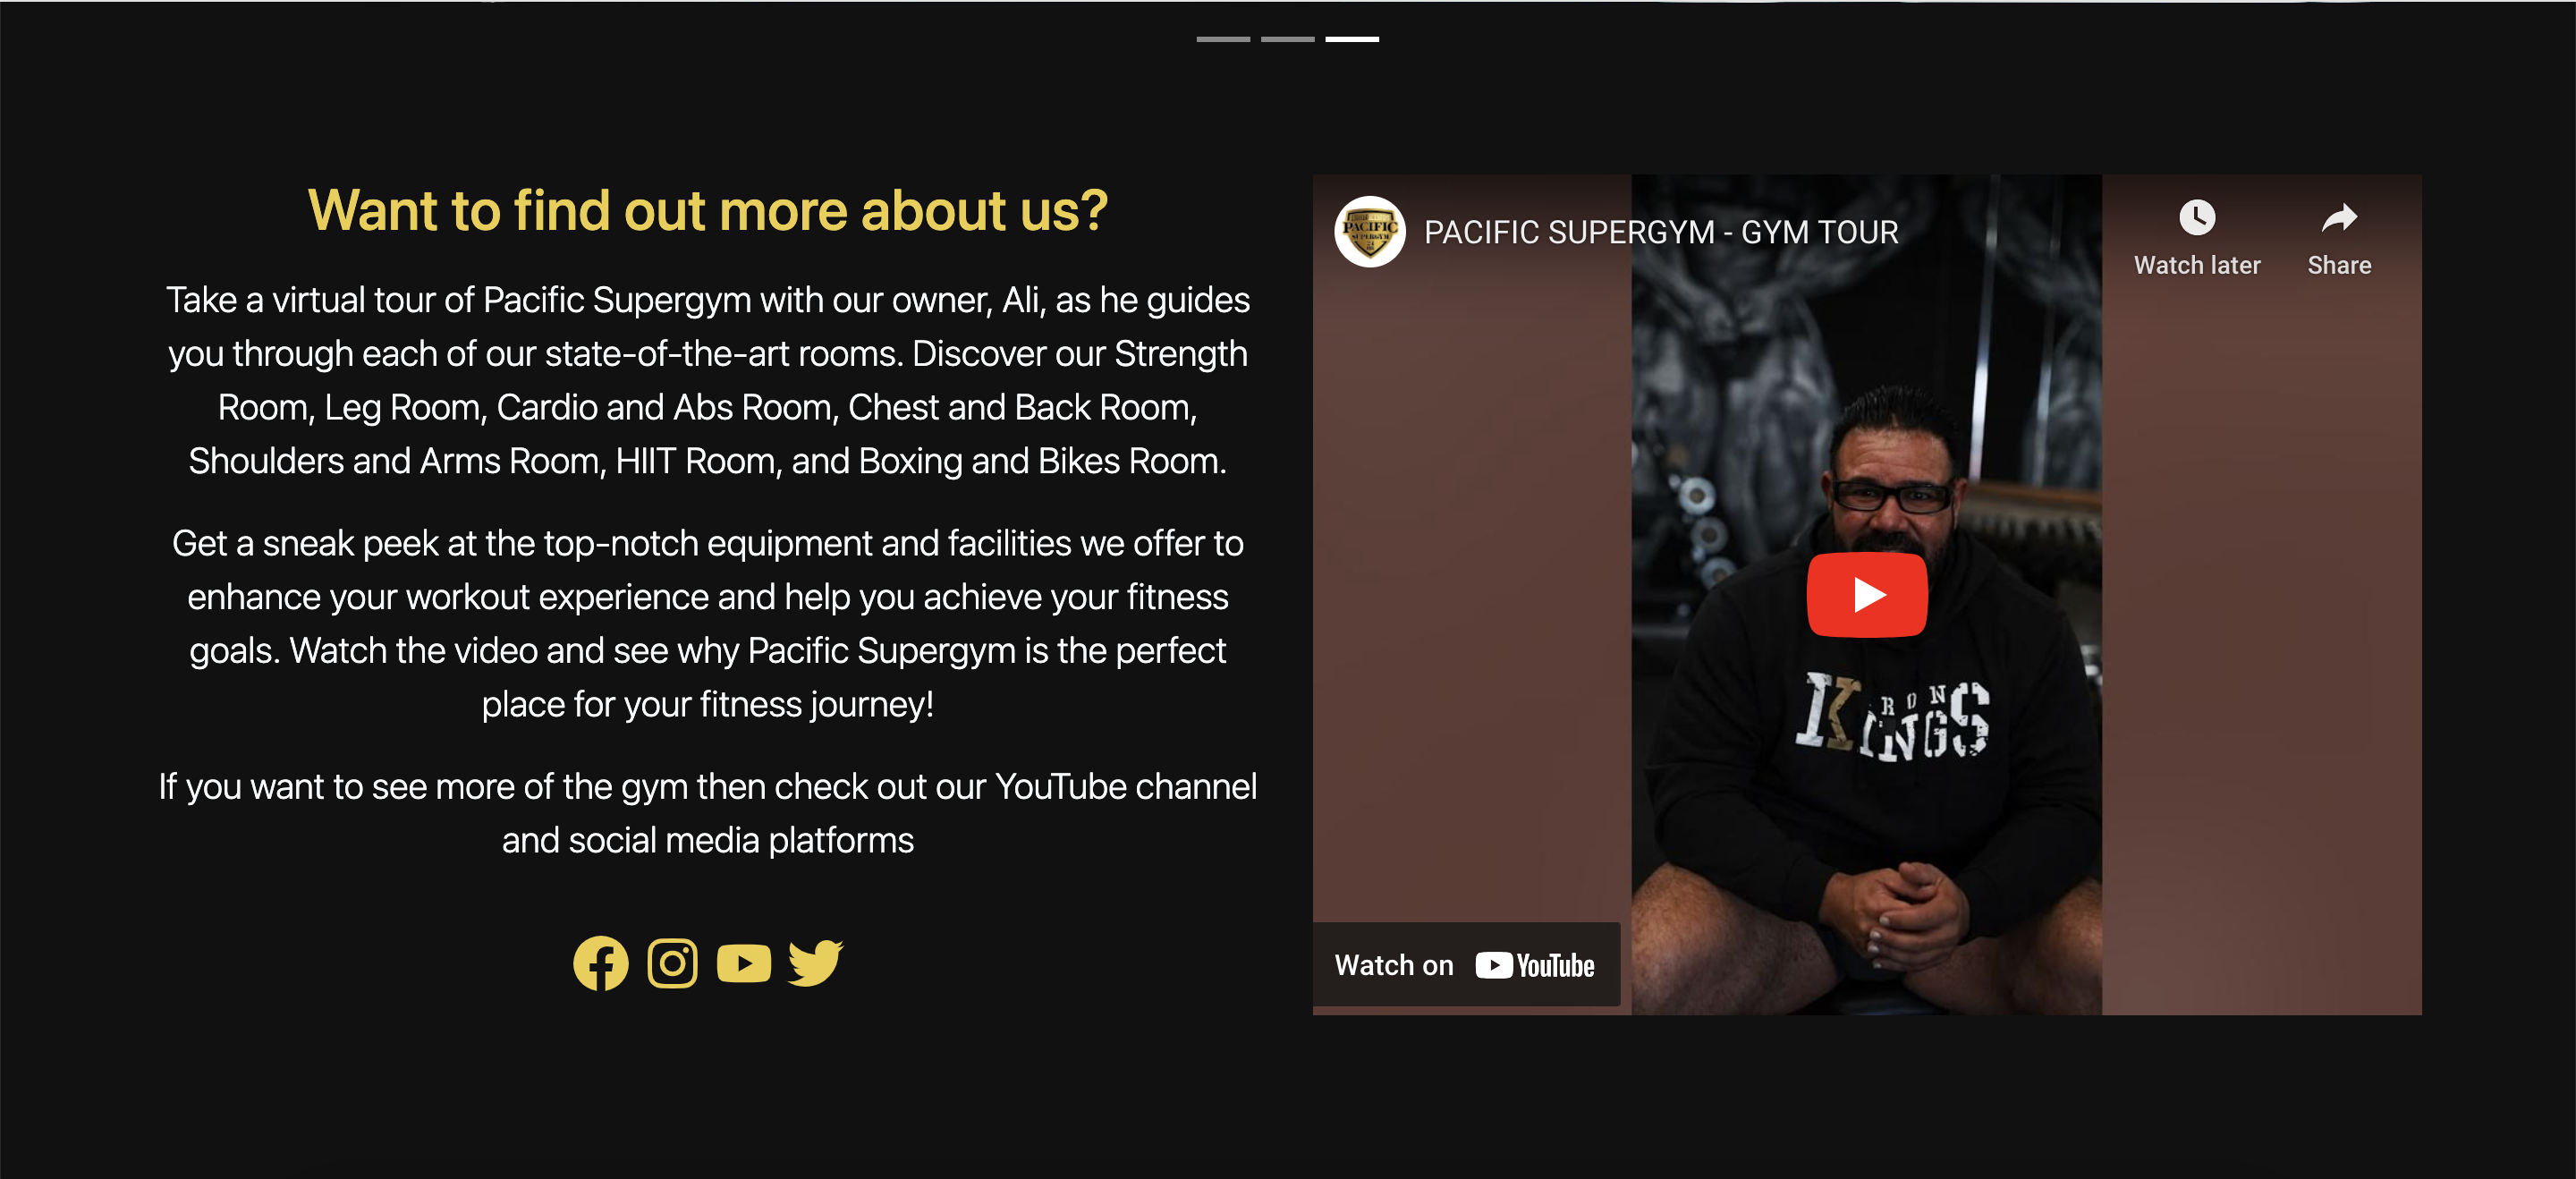 Want to find out more about us?
Take a virtual tour of Pacific Supergym with our owner, Ali, as he guides
you through each of our state-of-the-art rooms. Discover our Strength
Room, Leg Room, Cardio and Abs Room, Chest and Back Room,
Shoulders and Arms Room, HIIT Room, and Boxing and Bikes Room.
Get a sneak peek at the top-notch equipment and facilities we offer to
enhance your workout experience and help you achieve your fitness
goals. Watch the video and see why Pacific Supergym is the perfect
place for your fitness journey!
If you want to see more of the gym then check out our YouTube channel
and social media platforms
PACIFIC
SUPERGYM
PACIFIC SUPERGYM - GYM TOUR
Watch later
Share
IRON
KINGS
Watch on YouTube